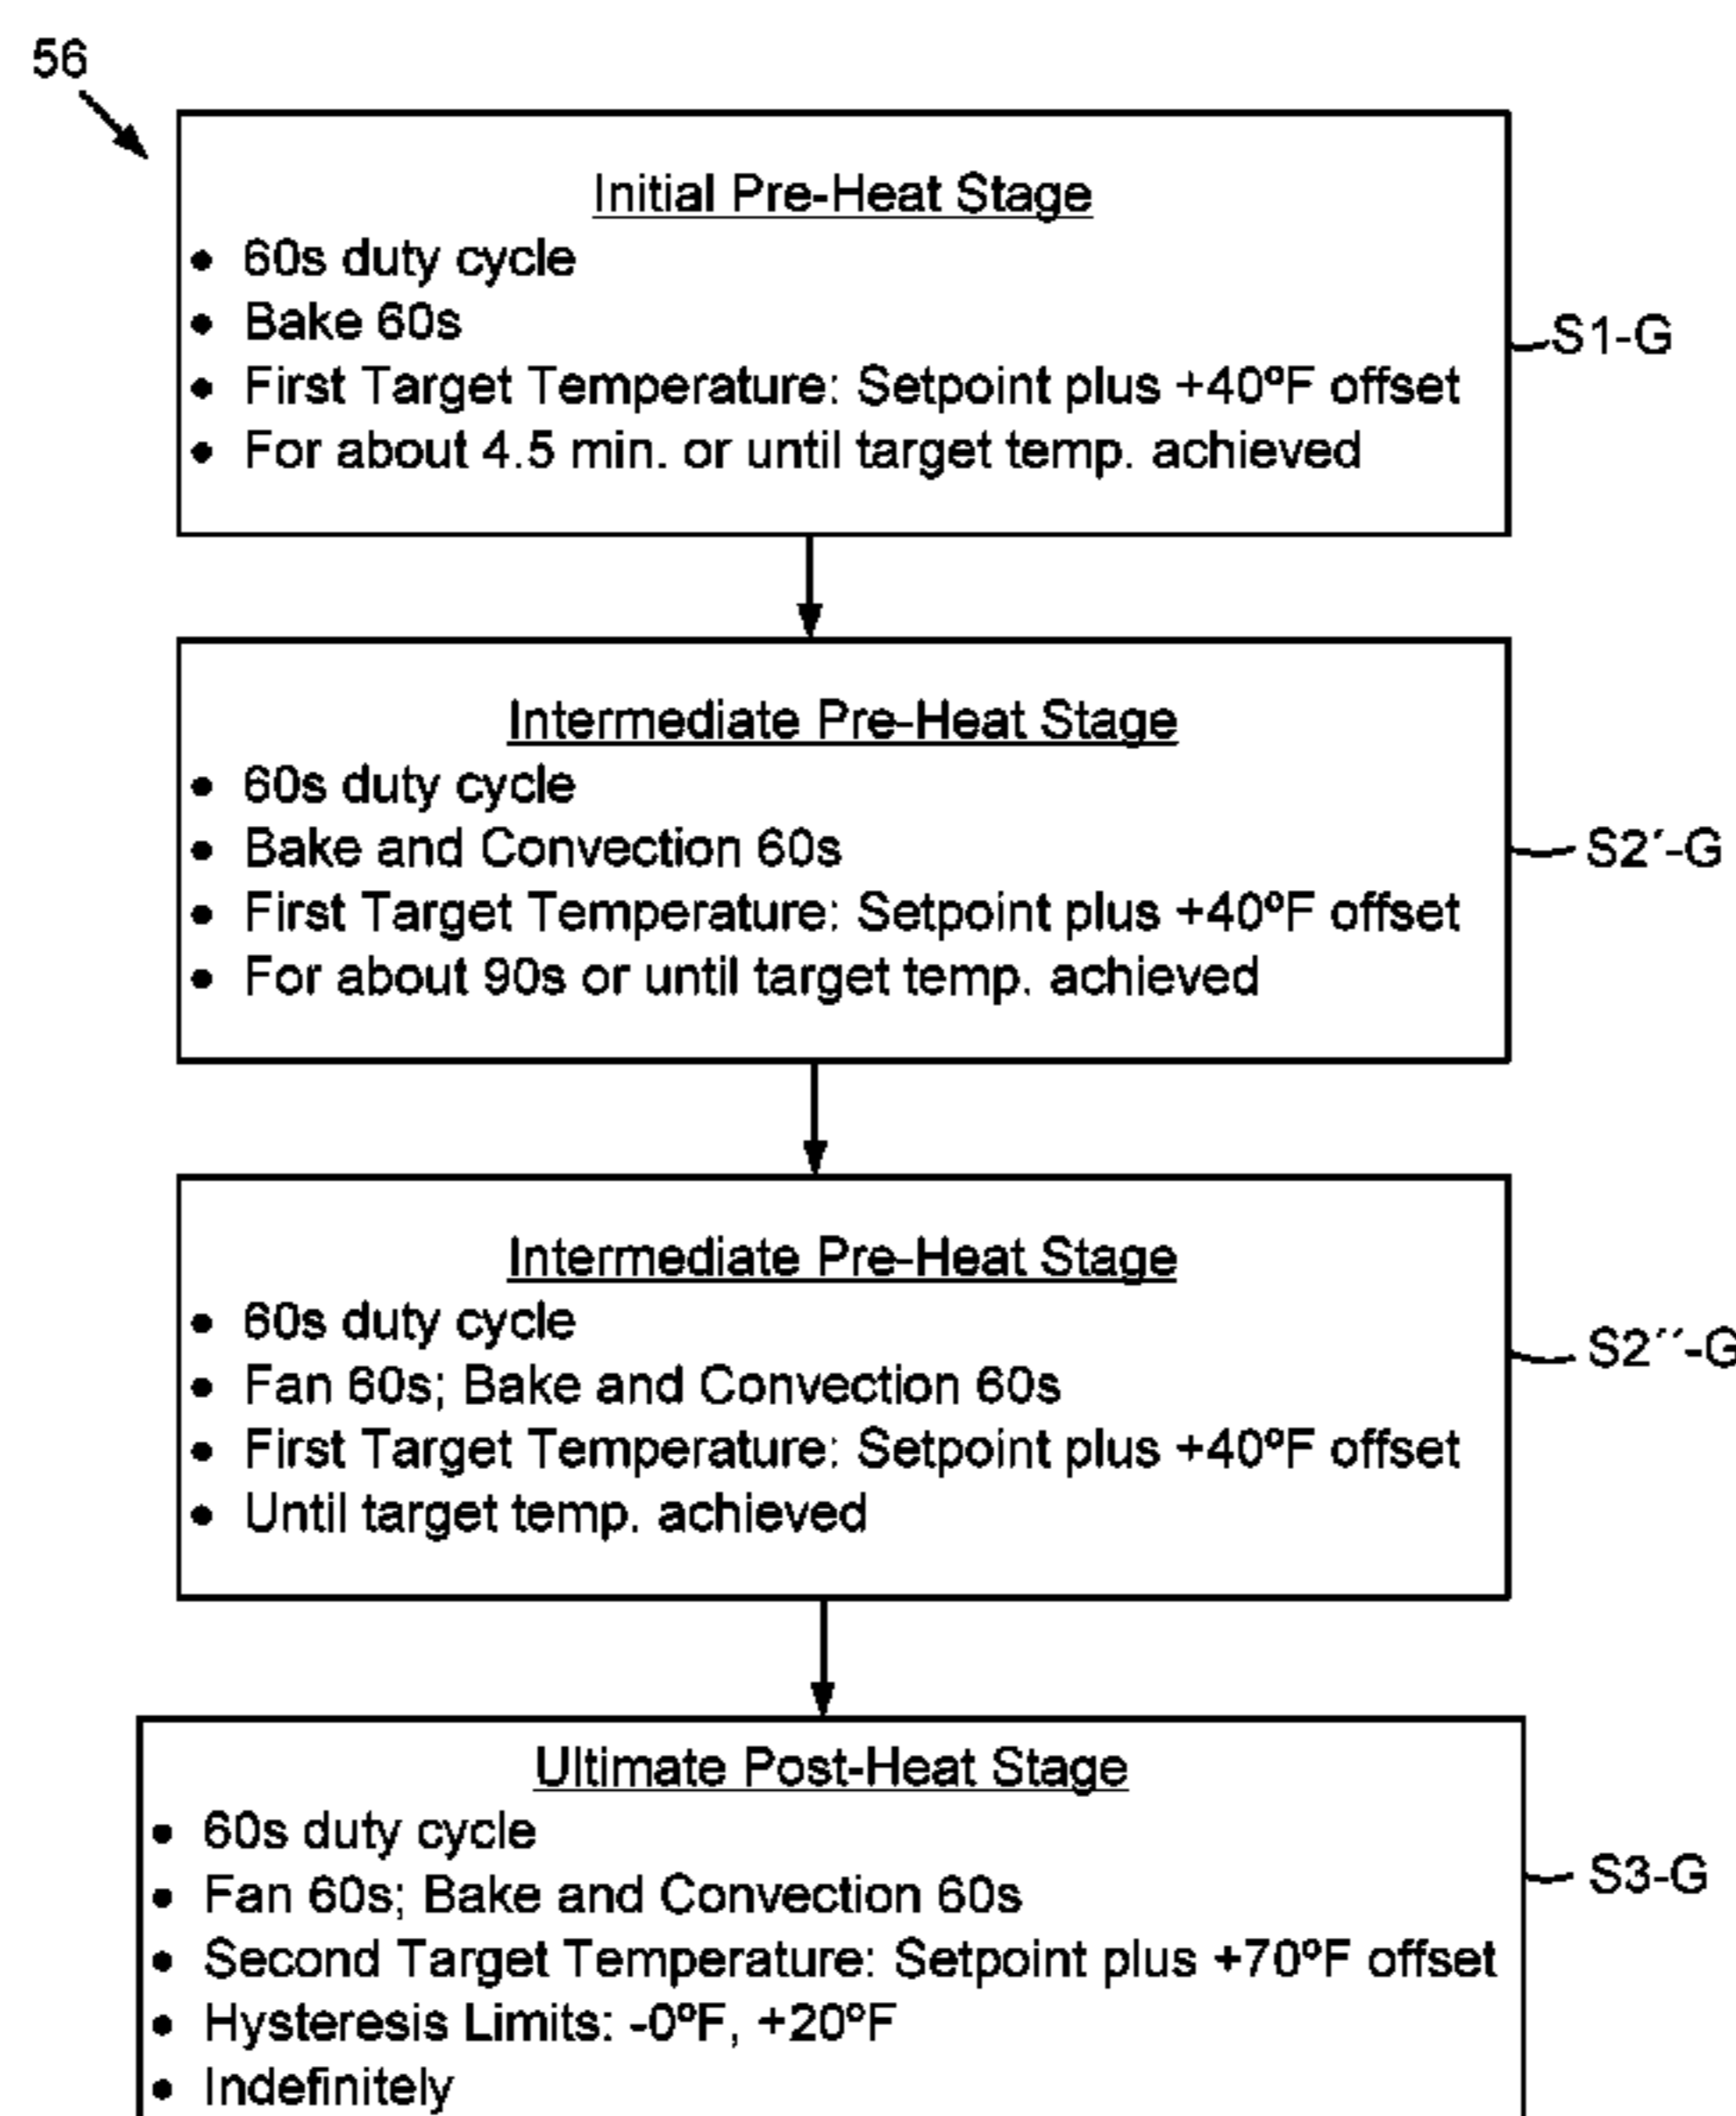 56
Initial Pre-Heat Stage
• 60s duty cycle
• Bake 60s
• First Target Temperature: Setpoint plus +40ºF offset
• For about 4.5 min. or until target temp. achieved
S1-G
Intermediate Pre-Heat Stage
• 60s duty cycle
• Bake and Convection 60s
• First Target Temperature: Setpoint plus +40ºF offset
• For about 90s or until target temp. achieved
S2´-G
Intermediate Pre-Heat Stage
• 60s duty cycle
• Fan 60s; Bake and Convection 60s
• First Target Temperature: Setpoint plus +40ºF offset
• Until target temp. achieved
S2´´-G
Ultimate Post-Heat Stage
• 60s duty cycle
• Fan 60s; Bake and Convection 60s
• Second Target Temperature: Setpoint plus +70ºF offset
• Hysteresis Limits: -0ºF, +20ºF
• Indefinitely
S3-G